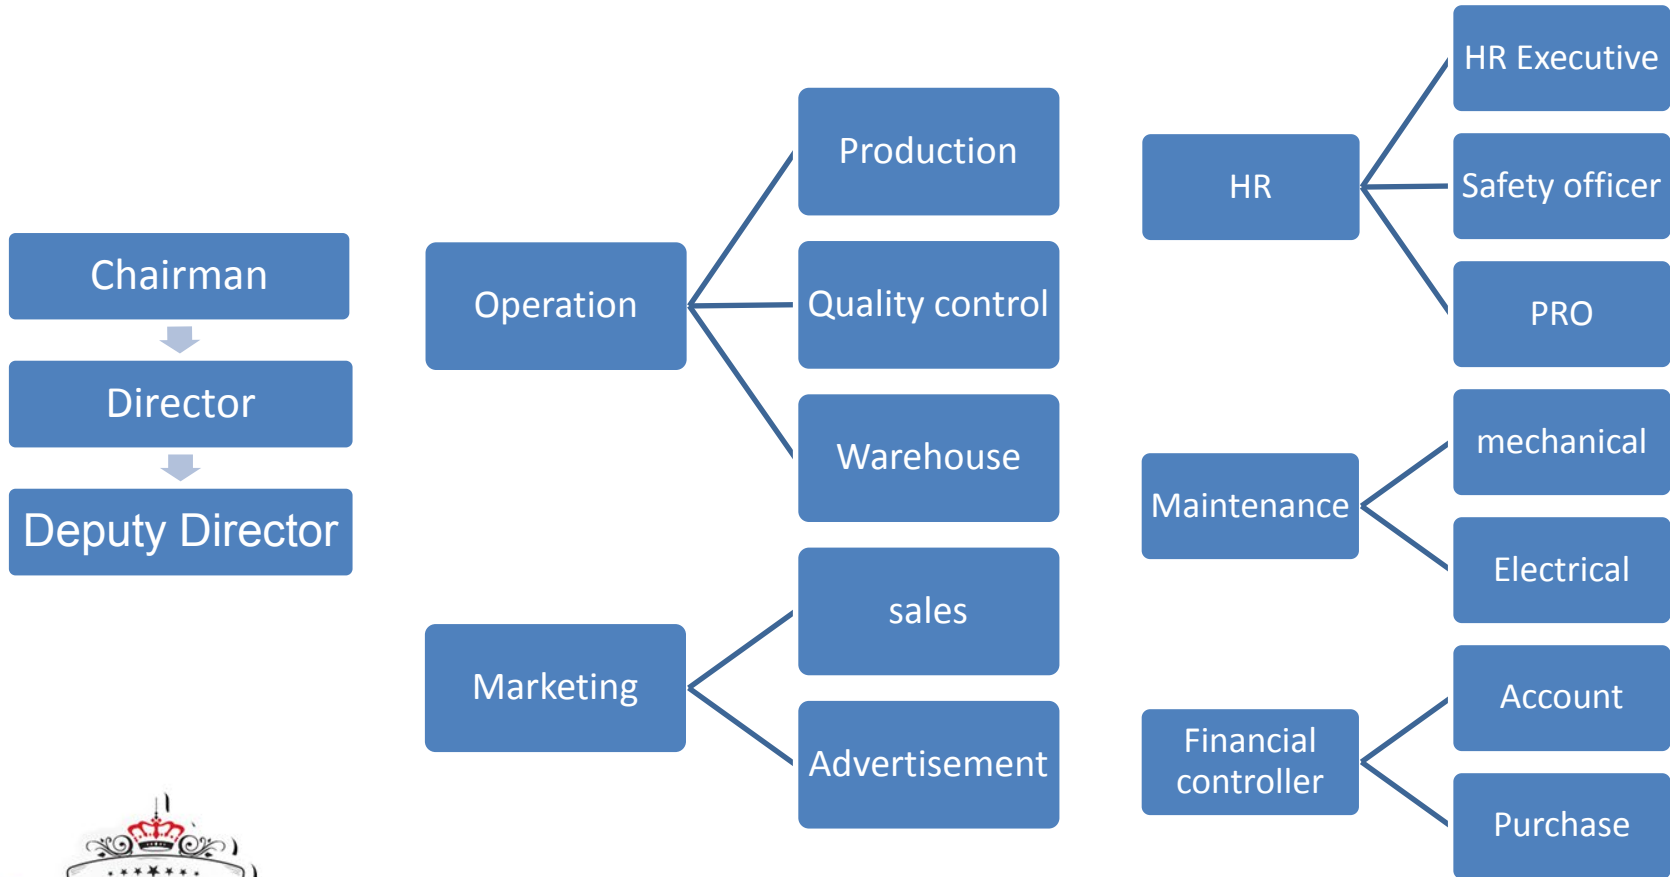 Chairman
Director
Deputy Director
Operation
Production
Quality control
Warehouse
Marketing
sales
Advertisement
HR
HR Executive
Safety officer
PRO
Maintenance
mechanical
Electrical
Financial
controller
Account
Purchase